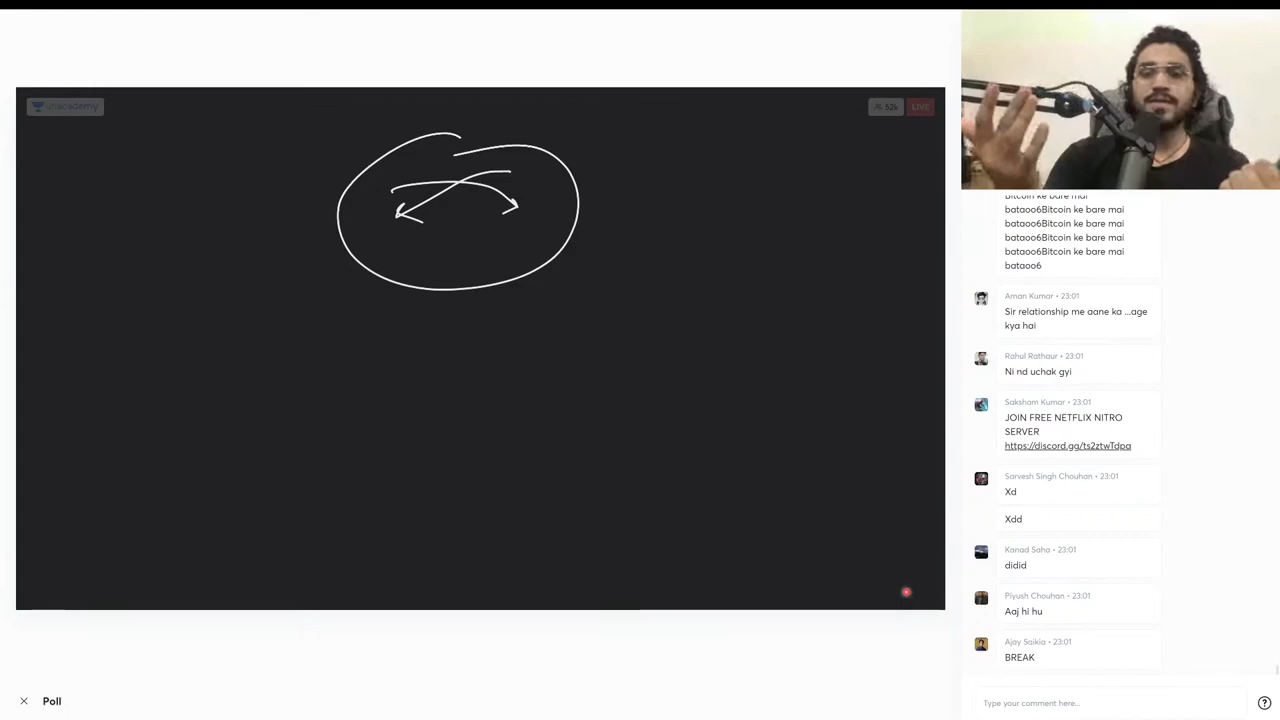 unacademy
52k
LIVE
Bitcoin ke bare mai
bataoo6Bitcoin ke bare mai
bataoo6Bitcoin ke bare mai
bataoo6Bitcoin ke bare mai
bataoo6Bitcoin ke bare mai
bataoo6
Aman Kumar • 23:01
Sir relationship me aane ka ...age
kya hai
Rahul Rathaur • 23:01
Ni nd uchak gyi
Saksham Kumar • 23:01
JOIN FREE NETFLIX NITRO
SERVER
https://discord.gg/ts2ztwTdpa
Sarvesh Singh Chouhan • 23:01
Xd
Xdd
Kanad Saha • 23:01
didid
Piyush Chouhan • 23:01
Aaj hi hu
Ajay Saikia • 23:01
BREAK
Poll
Type your comment here...
?